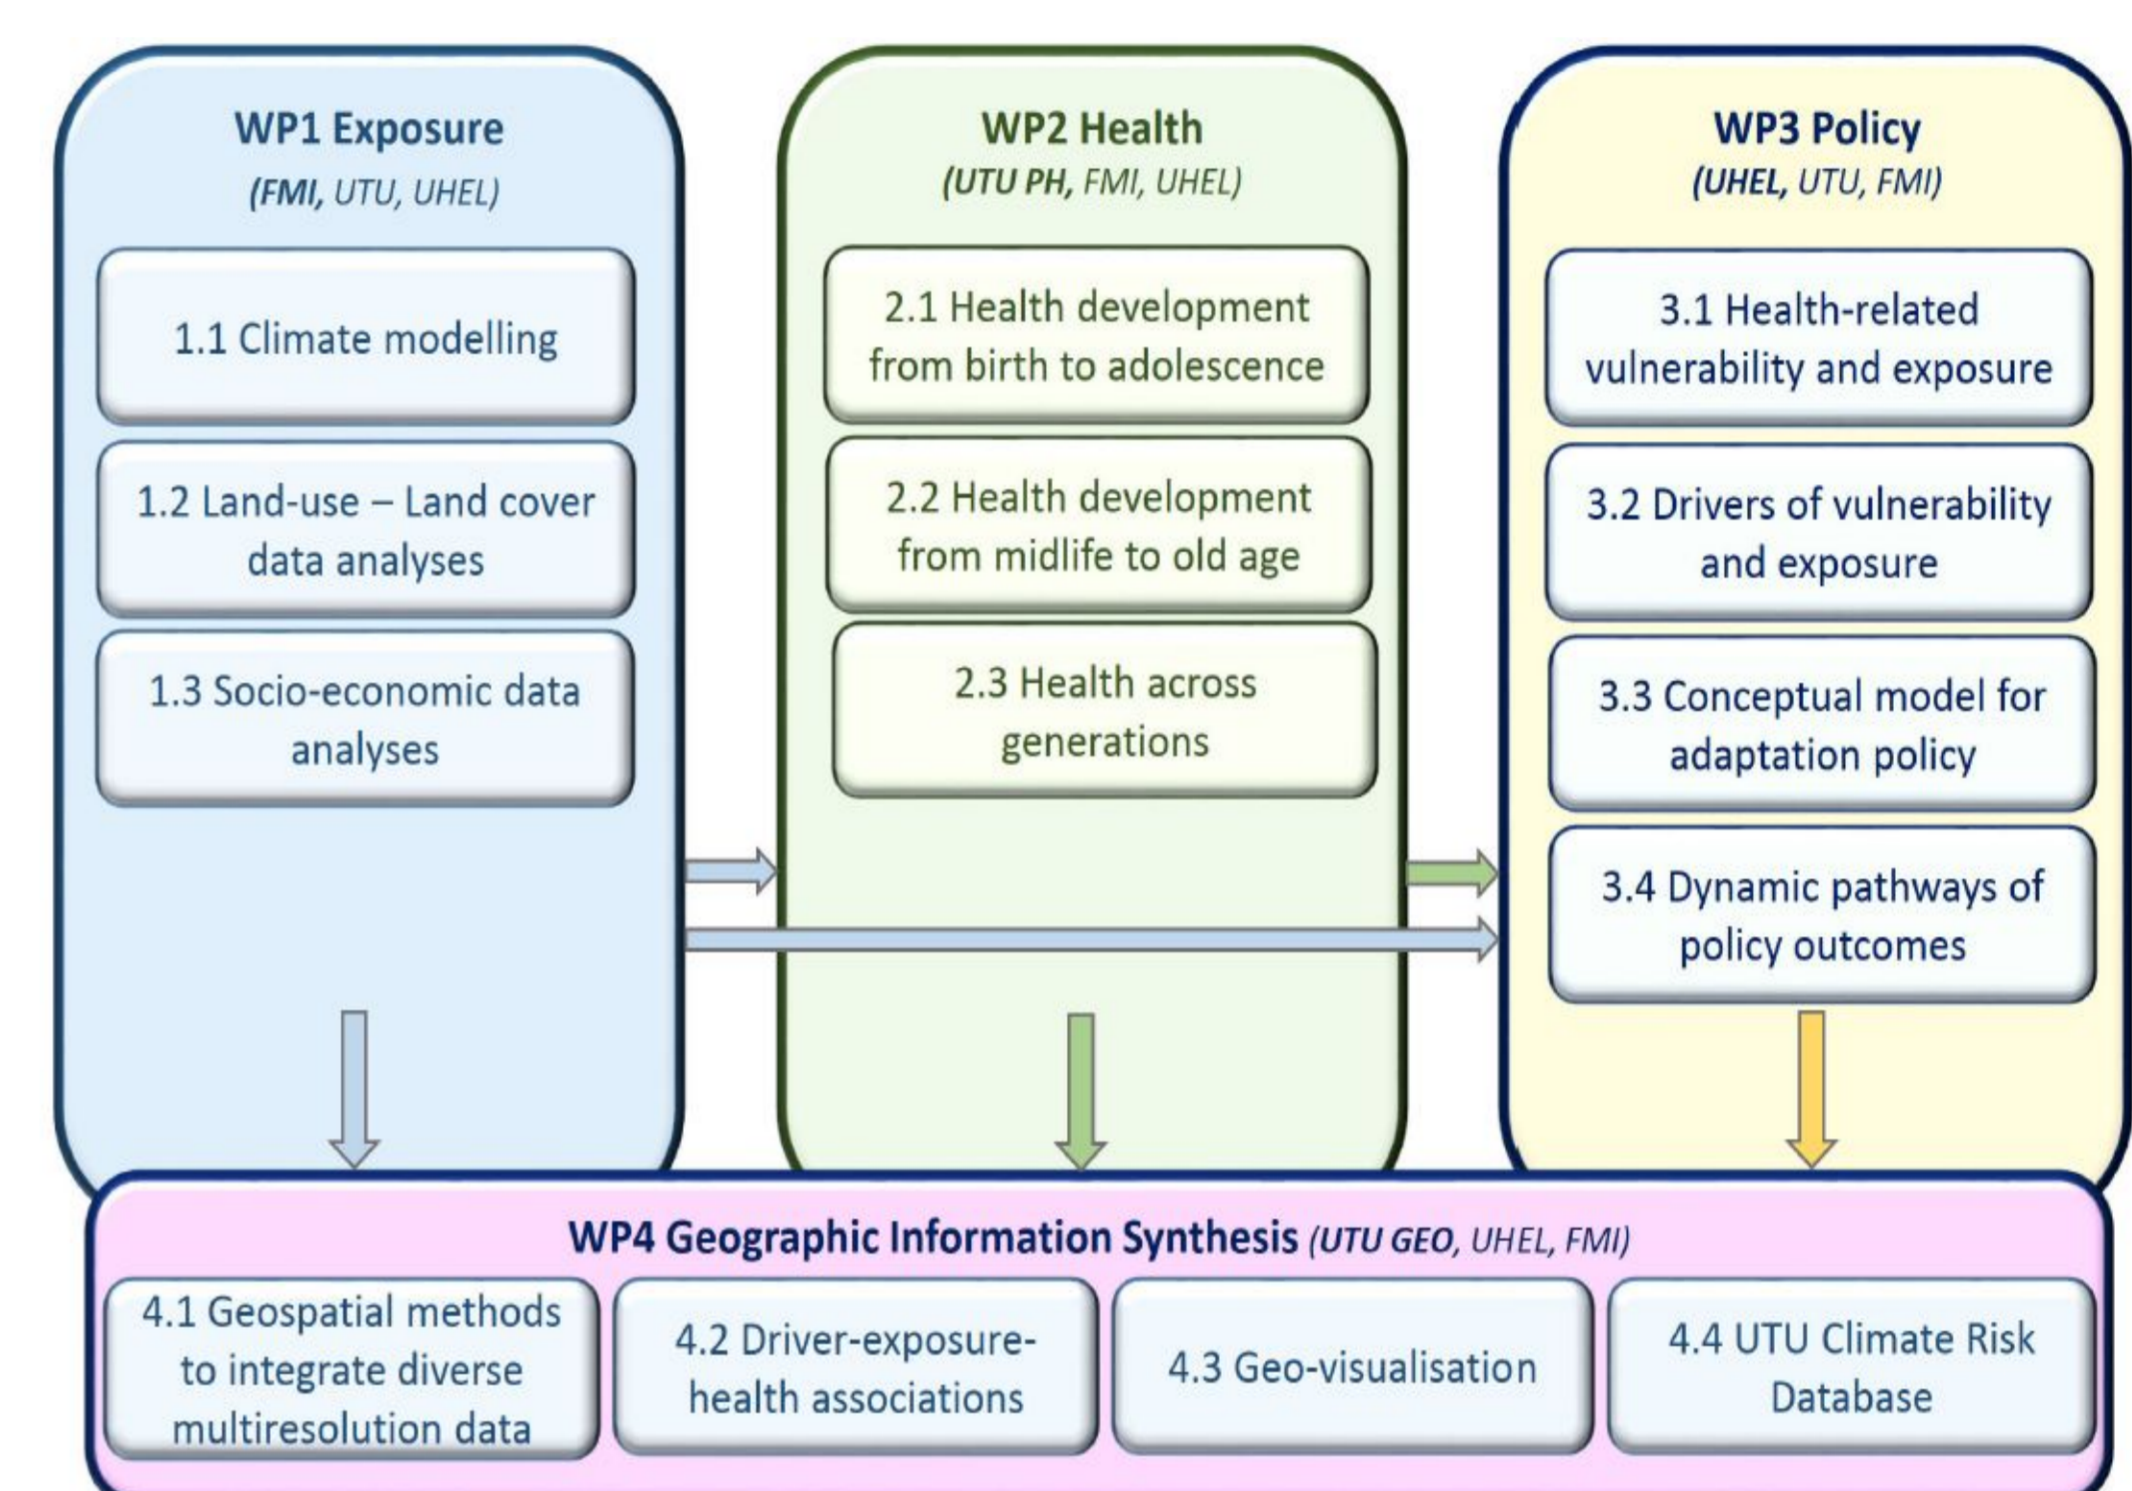 WP1 Exposure
(FMI, UTU, UHEL)
1.1 Climate modelling
1.2 Land-use – Land cover
data analyses
1.3 Socio-economic data
analyses
WP2 Health
(UTU PH, FMI, UHEL)
2.1 Health development
from birth to adolescence
2.2 Health development
from midlife to old age
2.3 Health across
generations
WP3 Policy
(UHEL, UTU, FMI)
3.1 Health-related
vulnerability and exposure
3.2 Drivers of vulnerability
and exposure
3.3 Conceptual model for
adaptation policy
3.4 Dynamic pathways of
policy outcomes
WP4 Geographic Information Synthesis (UTU GEO, UHEL, FMI)
4.1 Geospatial methods
to integrate diverse
multiresolution data
4.2 Driver-exposure-
health associations
4.3 Geo-visualisation
4.4 UTU Climate Risk
Database